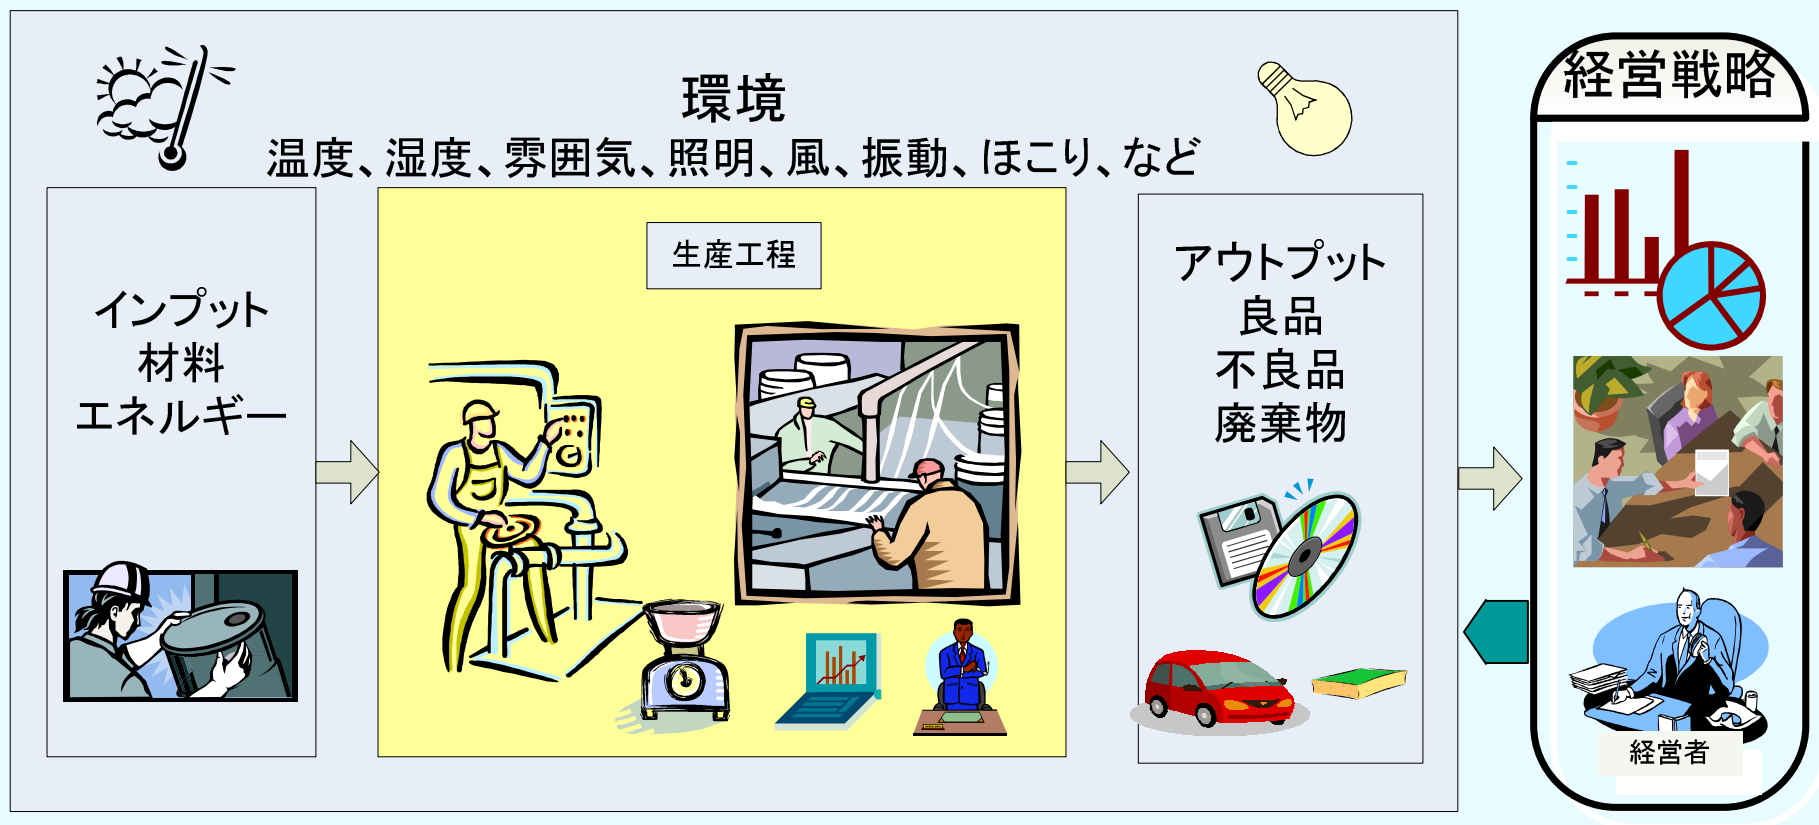 環境
温度、湿度、雰囲気、照明、風、振動、ほこり、など
インプット
材料
エネルギー
生産工程
アウトプット
良品
不良品
廃棄物
経営戦略
経営者